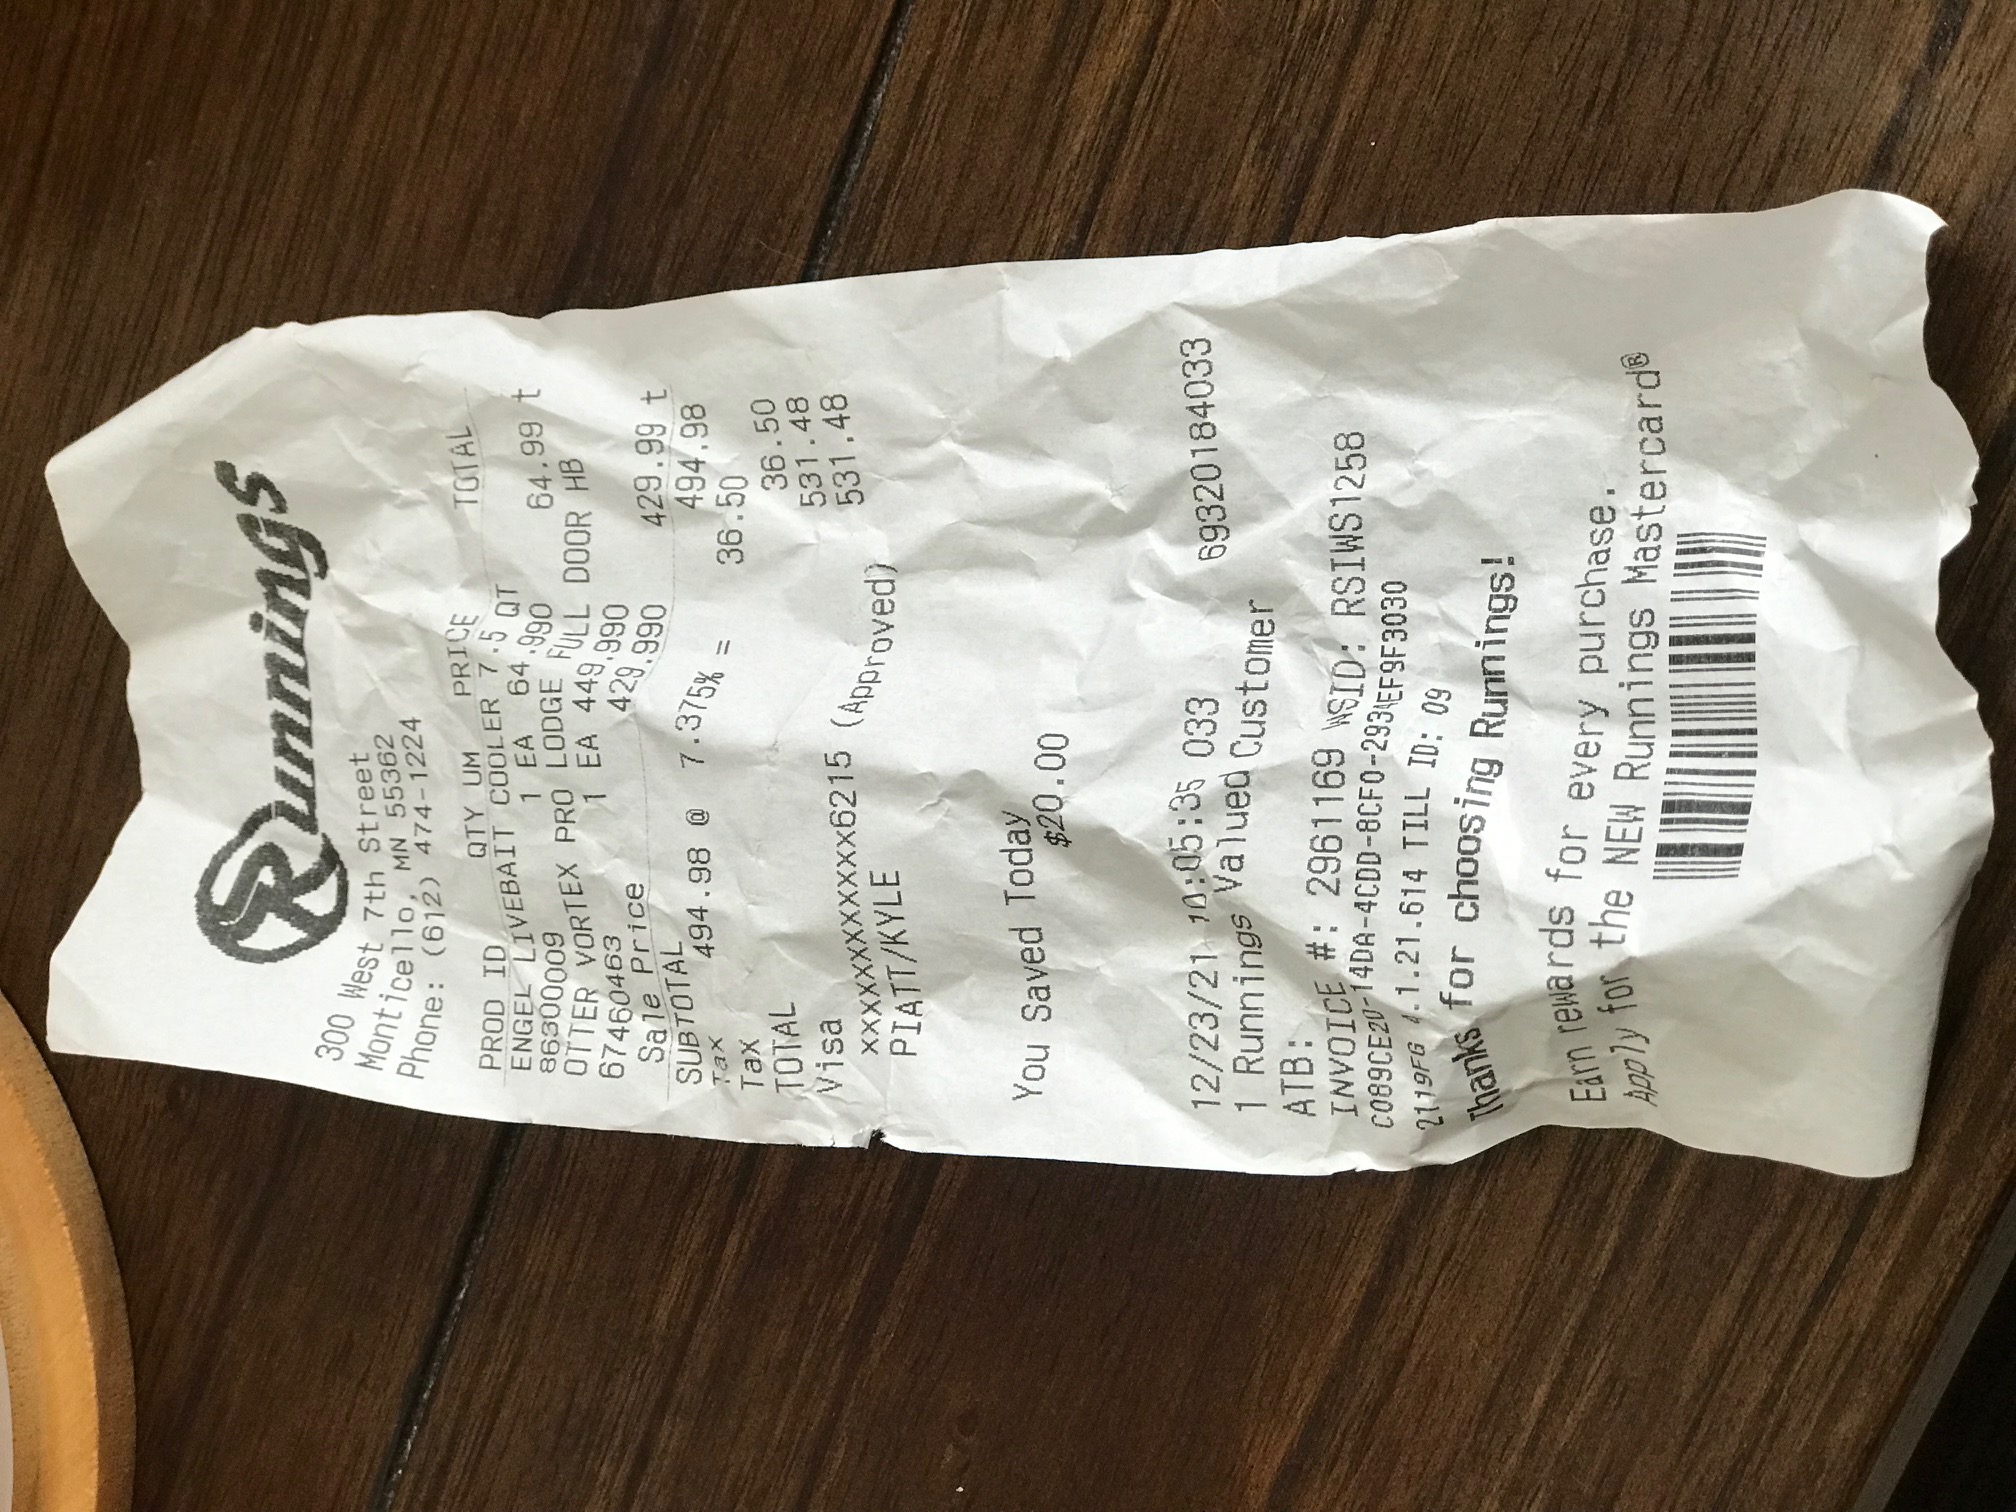 Runnings
300 West 7th Street
Monticello, MN 55362
Phone: (612) 474-1224
PROD ID QTY UM PRICE TOTAL
ENGEL LIVEBAIT COOLER 7.5 QT
86300009 1 EA 64.990 64.99 t
OTTER VORTEX PRO LODGE FULL DOOR HB
67460463 1 EA 449.990
Sale Price 429.990 429.99 t
SUBTOTAL 494.98
Tax 494.98 @ 7.375% = 36.50
Tax 36.50
TOTAL 531.48
Visa 531.48
xxxxxxxxxxxx6215 (Approved)
PIATT/KYLE
You Saved Today
$20.00
12/23/21 10:05:35 033 69320184033
1 Runnings Valued Customer
ATB:
INVOICE #: 2961169 WSID: RSIWS1258
C089CE20-14DA-4CDD-8CF0-2934EF9F3030
2119FG 4.1.21.614 TILL ID: 09
Thanks for choosing Runnings!
Earn rewards for every purchase.
Apply for the NEW Runnings Mastercard®